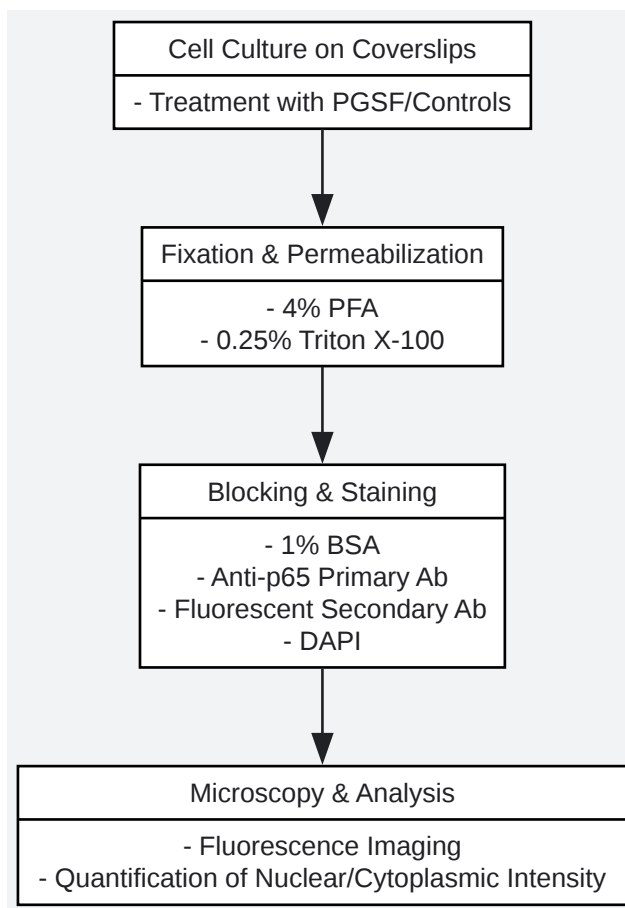 Cell Culture on Coverslips
- Treatment with PGSF/Controls
Fixation & Permeabilization
- 4% PFA
- 0.25% Triton X-100
Blocking & Staining
- 1% BSA
- Anti-p65 Primary Ab
- Fluorescent Secondary Ab
- DAPI
Microscopy & Analysis
- Fluorescence Imaging
- Quantification of Nuclear/Cytoplasmic Intensity